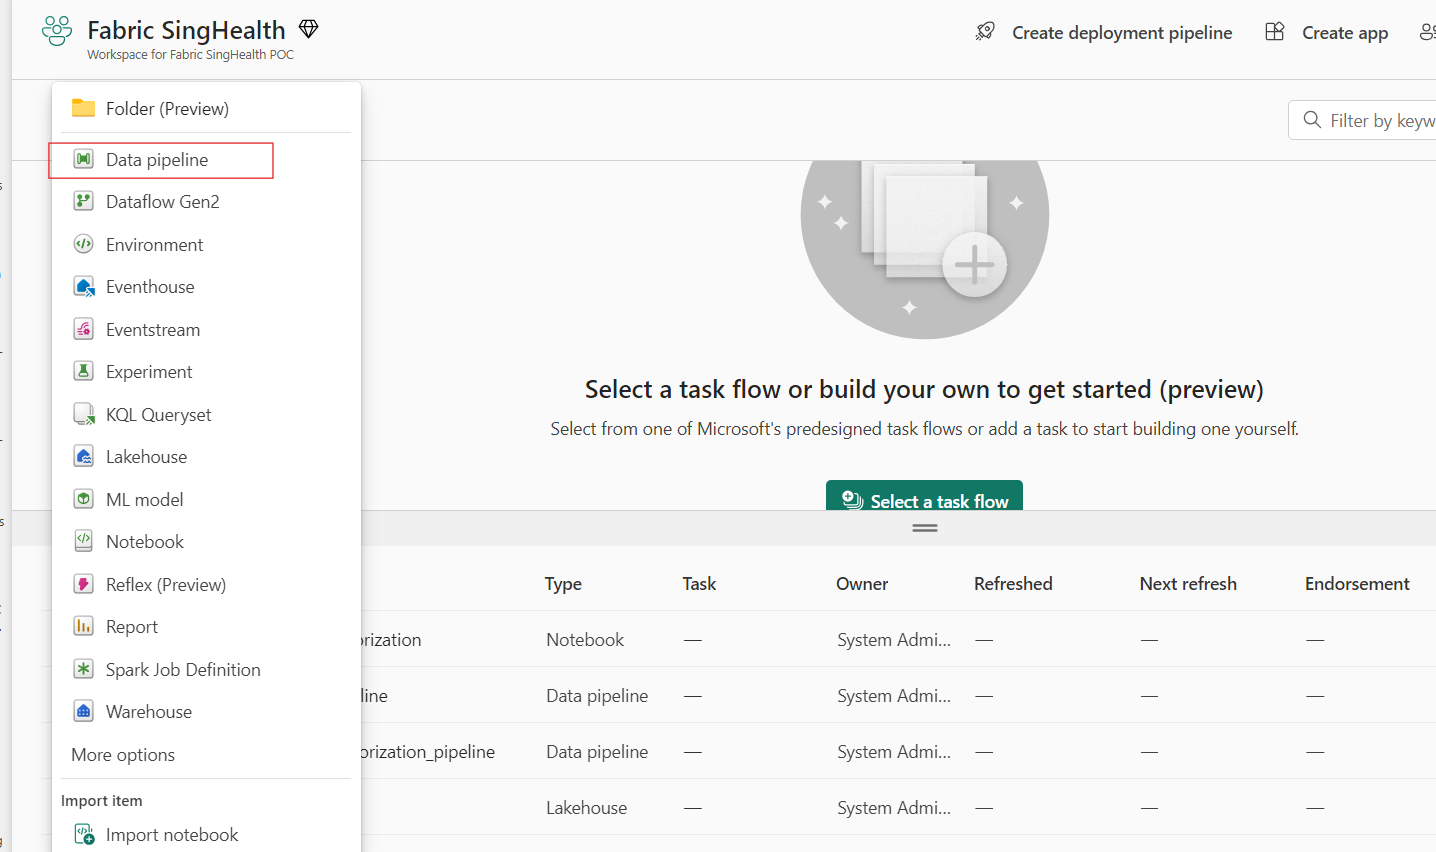 Fabric SingHealth
Workspace for Fabric SingHealth POC
Create deployment pipeline
Create app
Filter by keyw
Folder (Preview)
Data pipeline
Dataflow Gen2
Environment
Eventhouse
Eventstream
Experiment
KQL Queryset
Lakehouse
ML model
Notebook
Reflex (Preview)
Report
Spark Job Definition
Warehouse
More options
Import item
Import notebook
Select a task flow or build your own to get started (preview)
Select from one of Microsoft's predesigned task flows or add a task to start building one yourself.
Select a task flow
Type Task Owner Refreshed Next refresh Endorsement
orization Notebook — System Admi... — — —
line Data pipeline — System Admi... — — —
orization_pipeline Data pipeline — System Admi... — — —
Lakehouse — System Admi... — — —